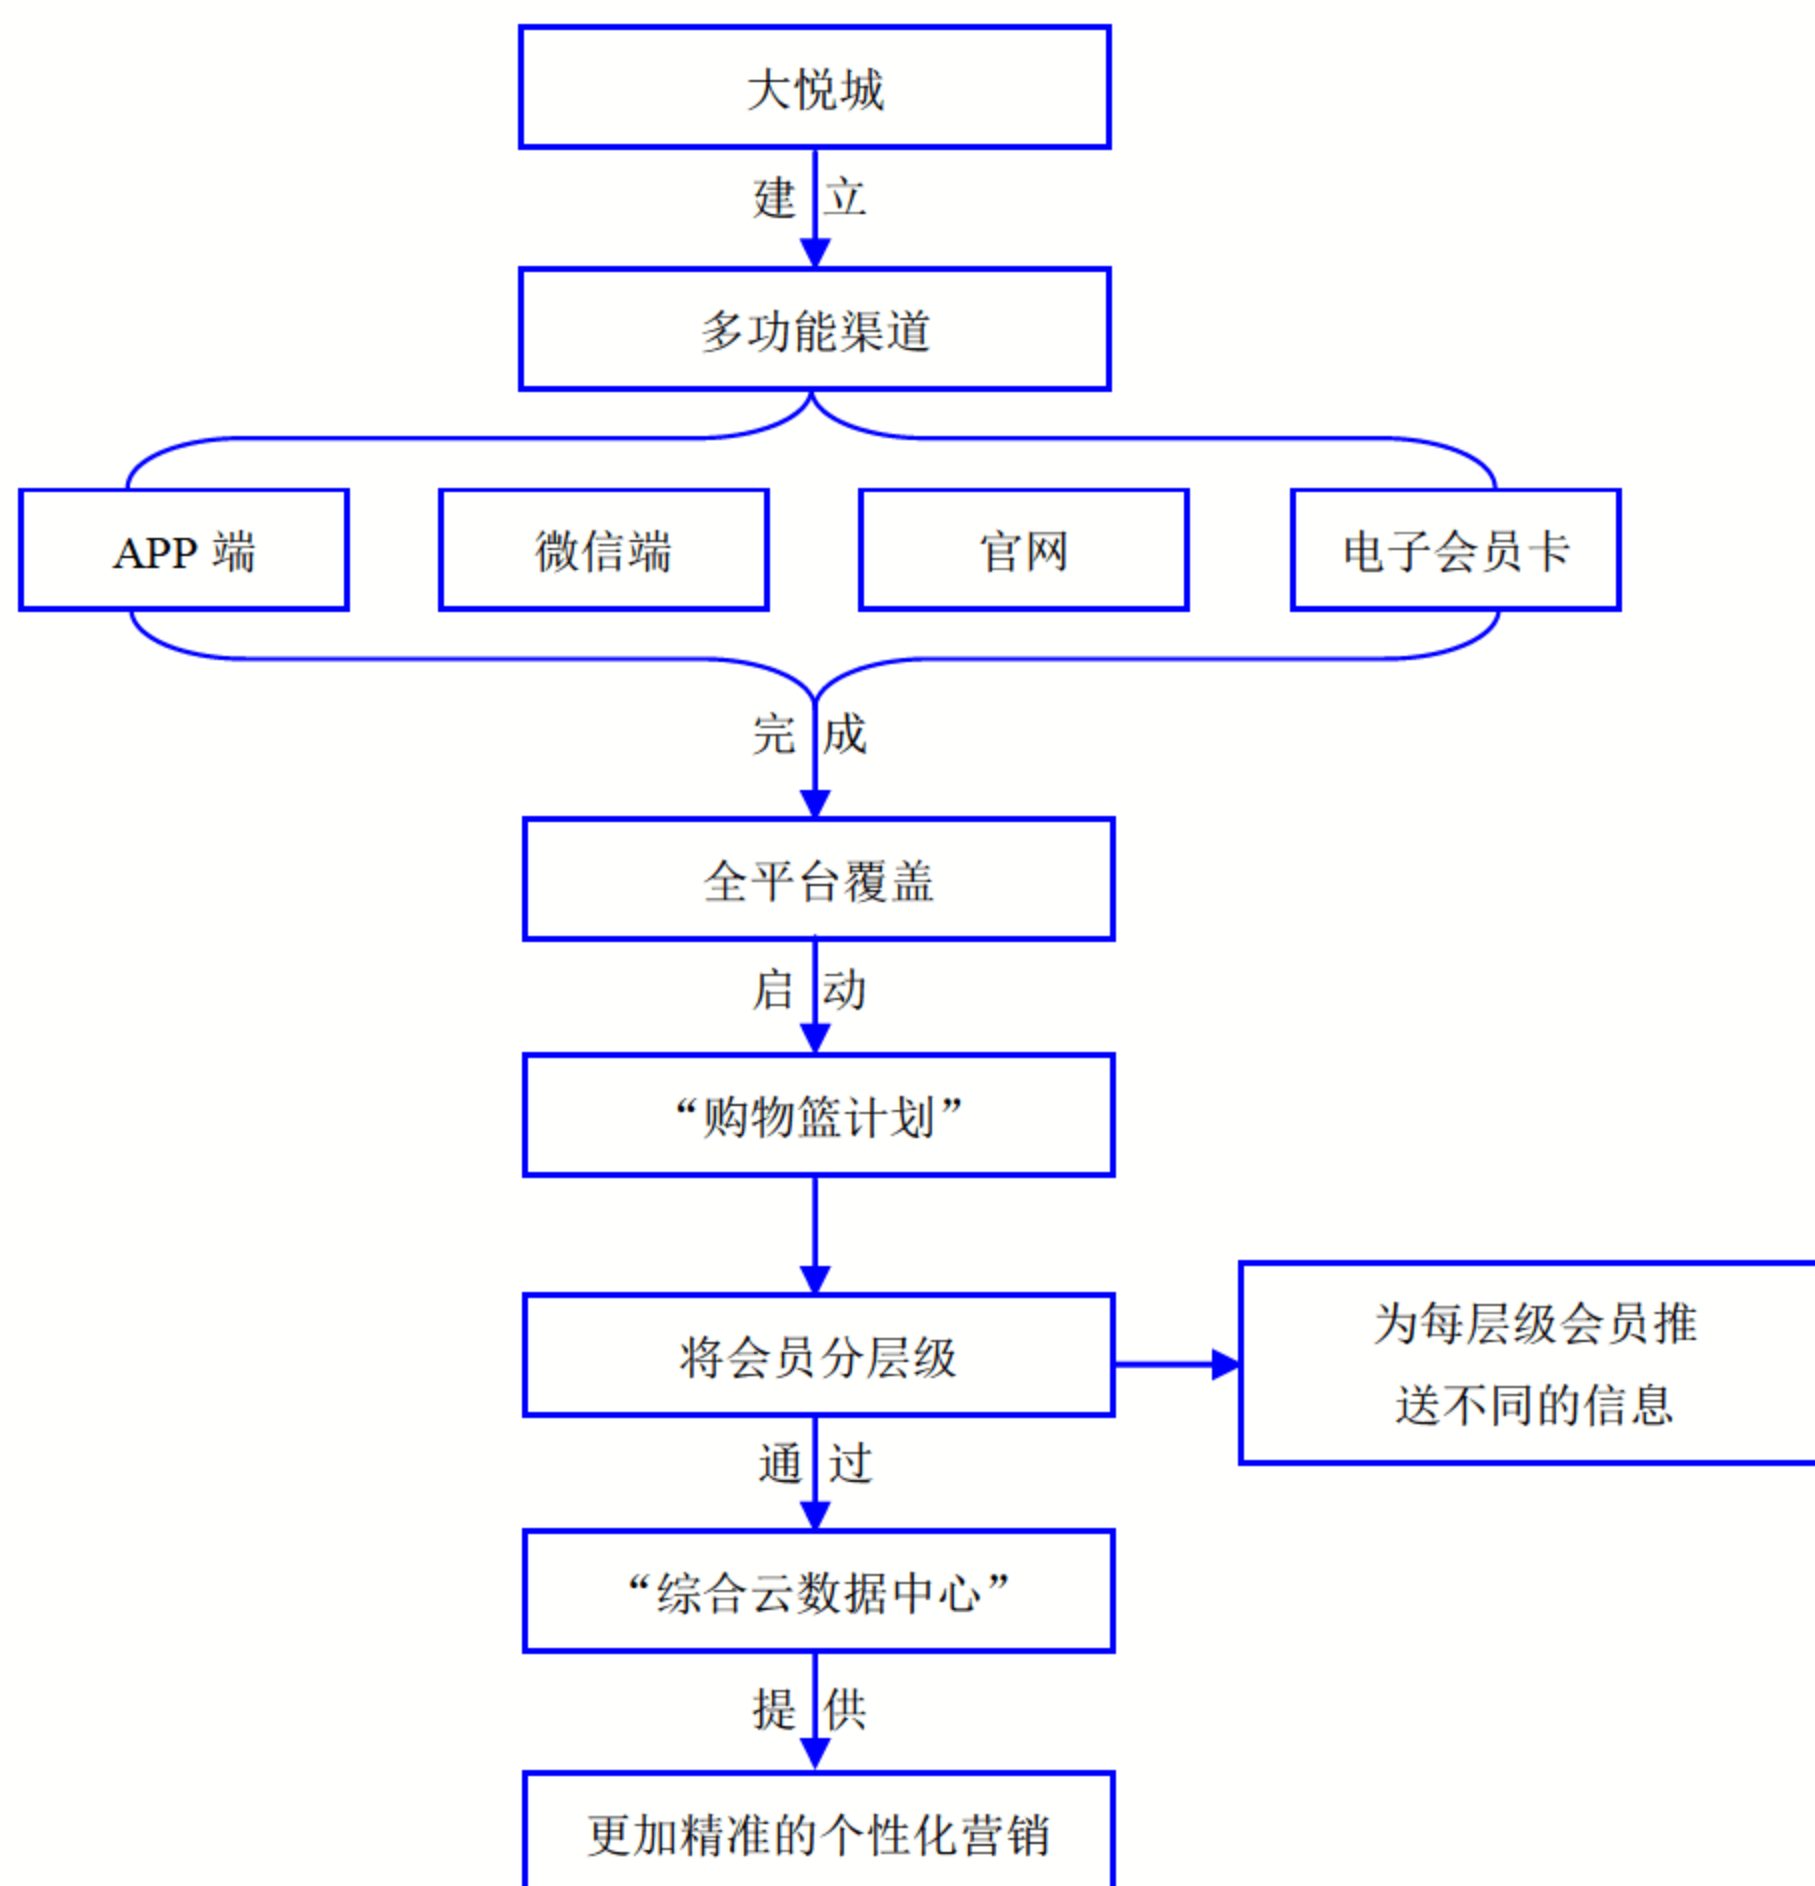 大悦城
建立
多功能渠道
APP 端
微信端
官网
电子会员卡
完成
全平台覆盖
启动
“购物篮计划”
将会员分层级
为每层级会员推
送不同的信息
通过
“综合云数据中心”
提供
更加精准的个性化营销